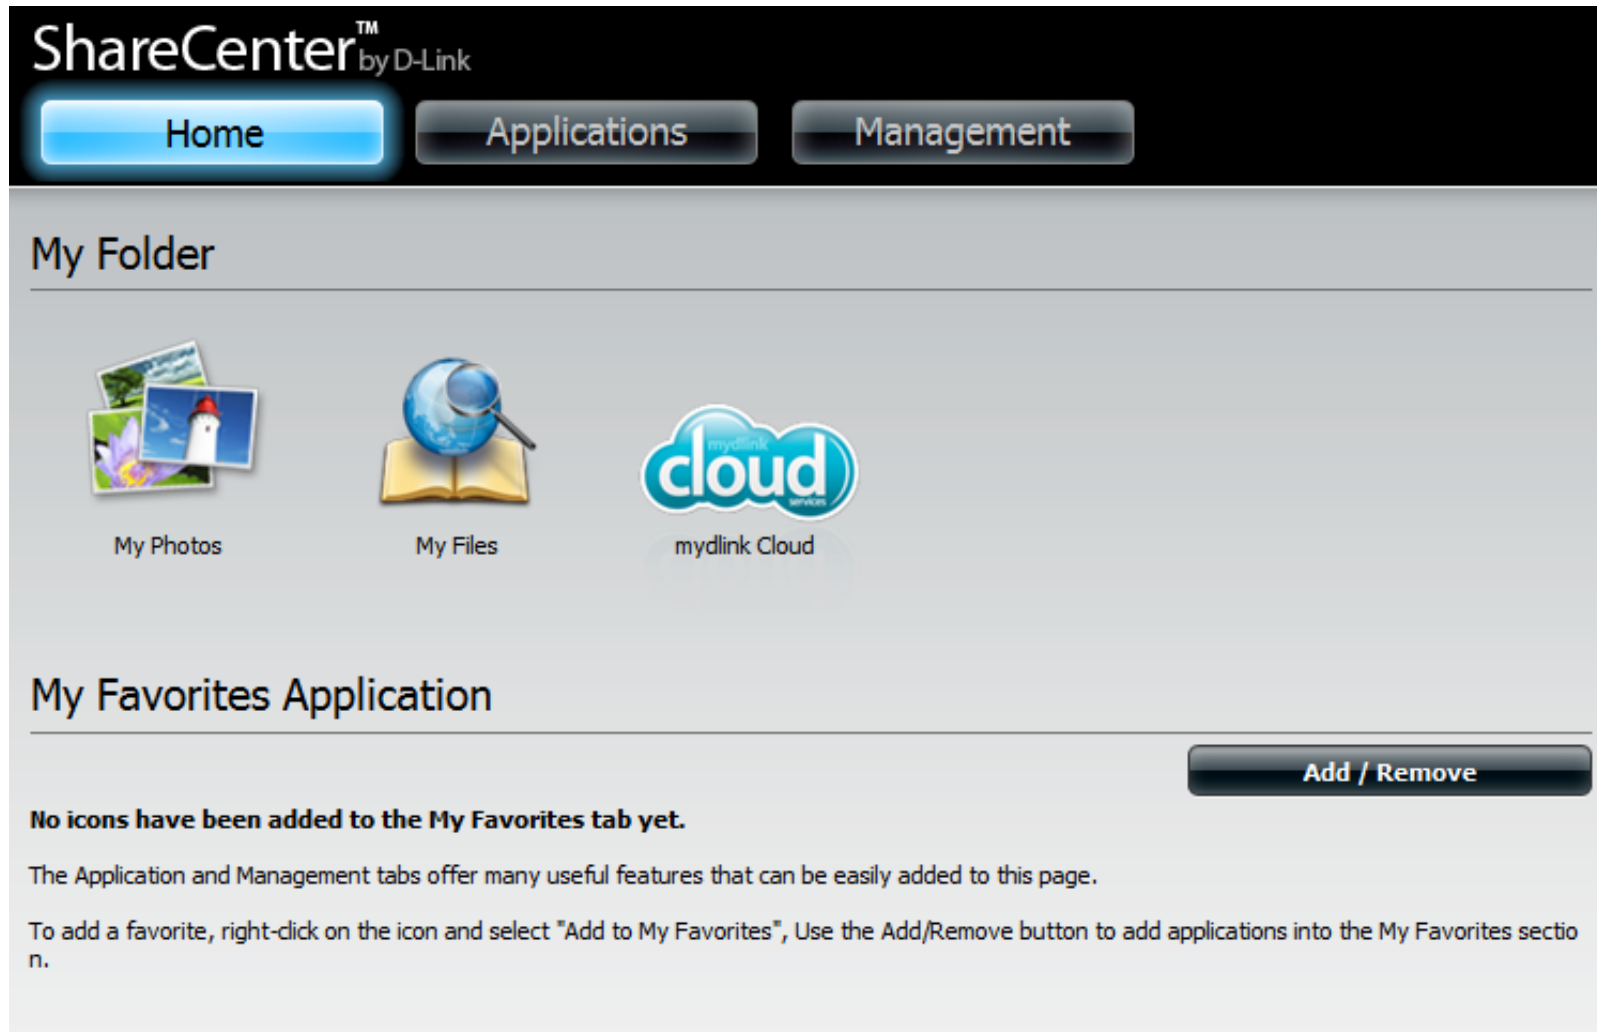 ShareCenter™ by D-Link
Home Applications Management
My Folder
mydlink
cloud
services
My Photos My Files mydlink Cloud
My Favorites Application
Add / Remove
No icons have been added to the My Favorites tab yet.
The Application and Management tabs offer many useful features that can be easily added to this page.
To add a favorite, right-click on the icon and select "Add to My Favorites", Use the Add/Remove button to add applications into the My Favorites sectio
n.